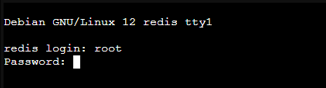 Debian GNU/Linux 12 redis tty1
redis login: root
Password: